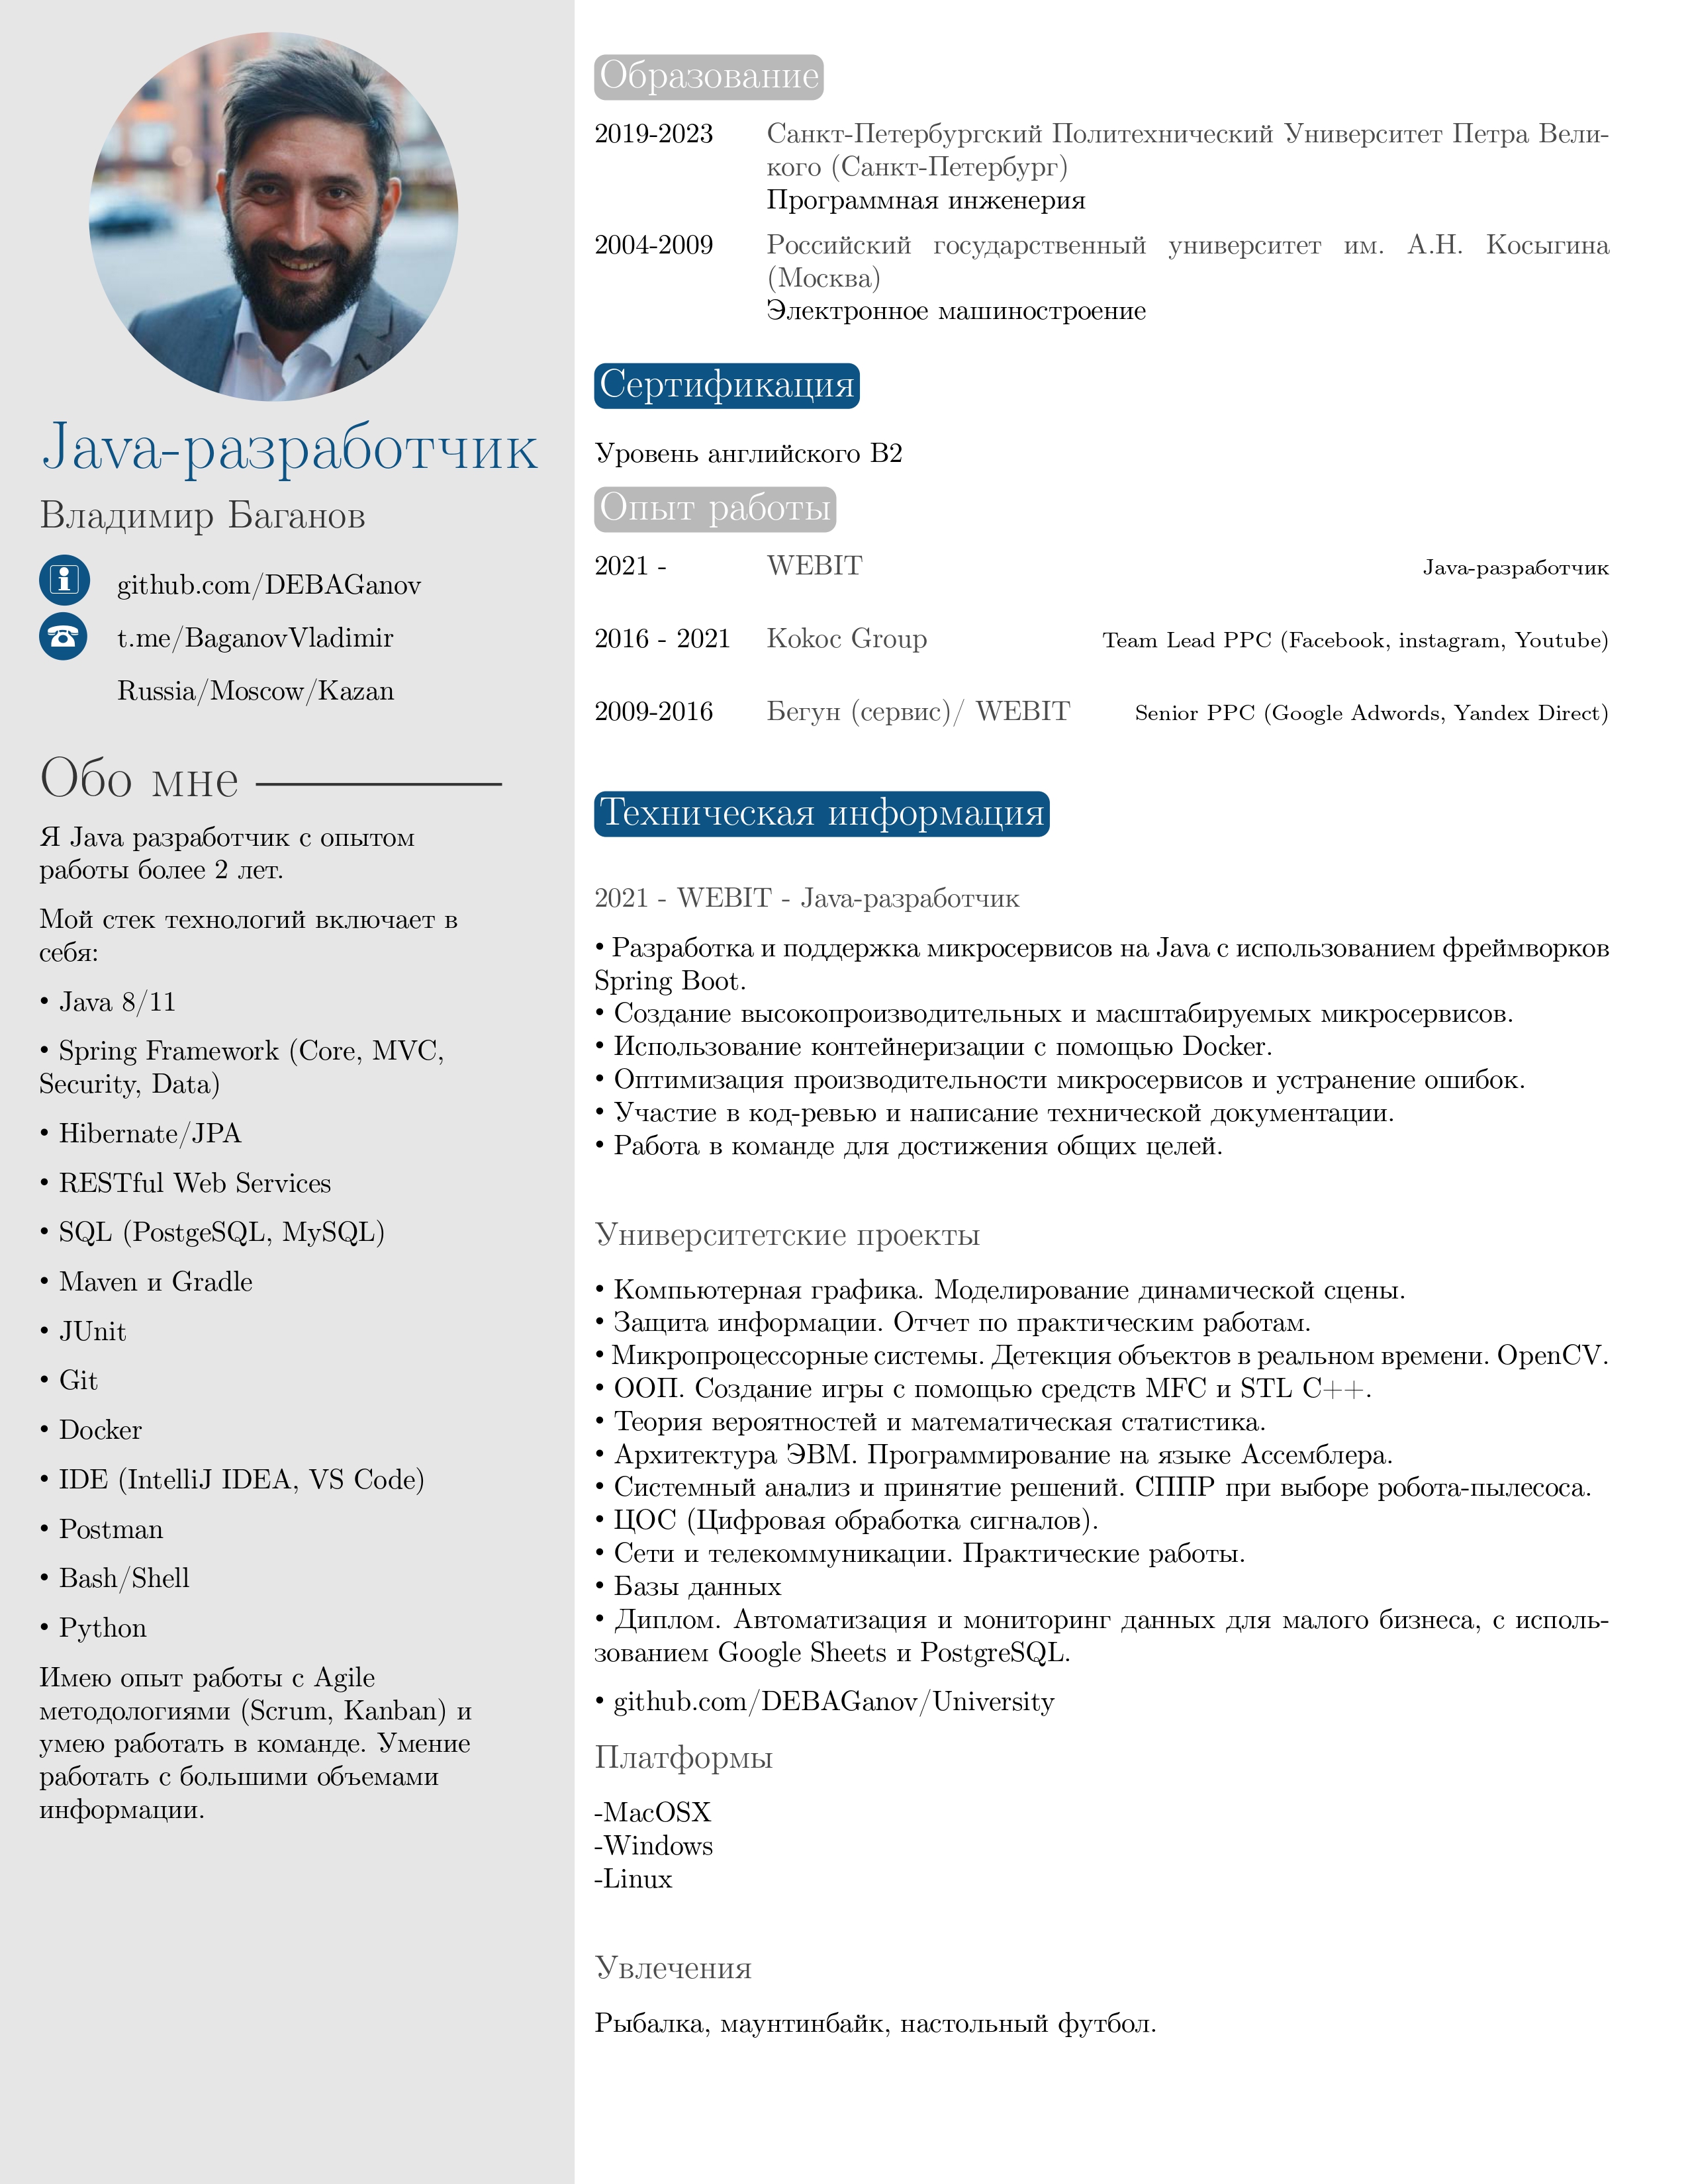 Java-разработчик
Владимир Баганов
github.com/DEBAGanov
t.me/BaganovVladimir
Russia/Moscow/Kazan
Обо мне
Я Java разработчик с опытом
работы более 2 лет.
Мой стек технологий включает в
себя:
• Java 8/11
• Spring Framework (Core, MVC,
Security, Data)
• Hibernate/JPA
• RESTful Web Services
• SQL (PostgeSQL, MySQL)
• Maven и Gradle
• JUnit
• Git
• Docker
• IDE (IntelliJ IDEA, VS Code)
• Postman
• Bash/Shell
• Python
Имею опыт работы с Agile
методологиями (Scrum, Kanban) и
умею работать в команде. Умение
работать с большими объемами
информации.
Образование
2019-2023 Санкт-Петербургский Политехнический Университет Петра Вели-
кого (Санкт-Петербург)
Программная инженерия
2004-2009 Российский государственный университет им. А.Н. Косыгина
(Москва)
Электронное машиностроение
Сертификация
Уровень английского B2
Опыт работы
2021 - WEBIT Java-разработчик
2016 - 2021 Kokoc Group Team Lead PPC (Facebook, instagram, Youtube)
2009-2016 Бегун (сервис)/ WEBIT Senior PPC (Google Adwords, Yandex Direct)
Техническая информация
2021 - WEBIT - Java-разработчик
• Разработка и поддержка микросервисов на Java с использованием фреймворков
Spring Boot.
• Создание высокопроизводительных и масштабируемых микросервисов.
• Использование контейнеризации с помощью Docker.
• Оптимизация производительности микросервисов и устранение ошибок.
• Участие в код-ревью и написание технической документации.
• Работа в команде для достижения общих целей.
Университетские проекты
• Компьютерная графика. Моделирование динамической сцены.
• Защита информации. Отчет по практическим работам.
• Микропроцессорные системы. Детекция объектов в реальном времени. OpenCV.
• ООП. Создание игры с помощью средств MFC и STL C++.
• Теория вероятностей и математическая статистика.
• Архитектура ЭВМ. Программирование на языке Ассемблера.
• Системный анализ и принятие решений. СППР при выборе робота-пылесоса.
• ЦОС (Цифровая обработка сигналов).
• Сети и телекоммуникации. Практические работы.
• Базы данных
• Диплом. Автоматизация и мониторинг данных для малого бизнеса, с исполь-
зованием Google Sheets и PostgreSQL.
• github.com/DEBAGanov/University
Платформы
-MacOSX
-Windows
-Linux
Увлечения
Рыбалка, маунтинбайк, настольный футбол.